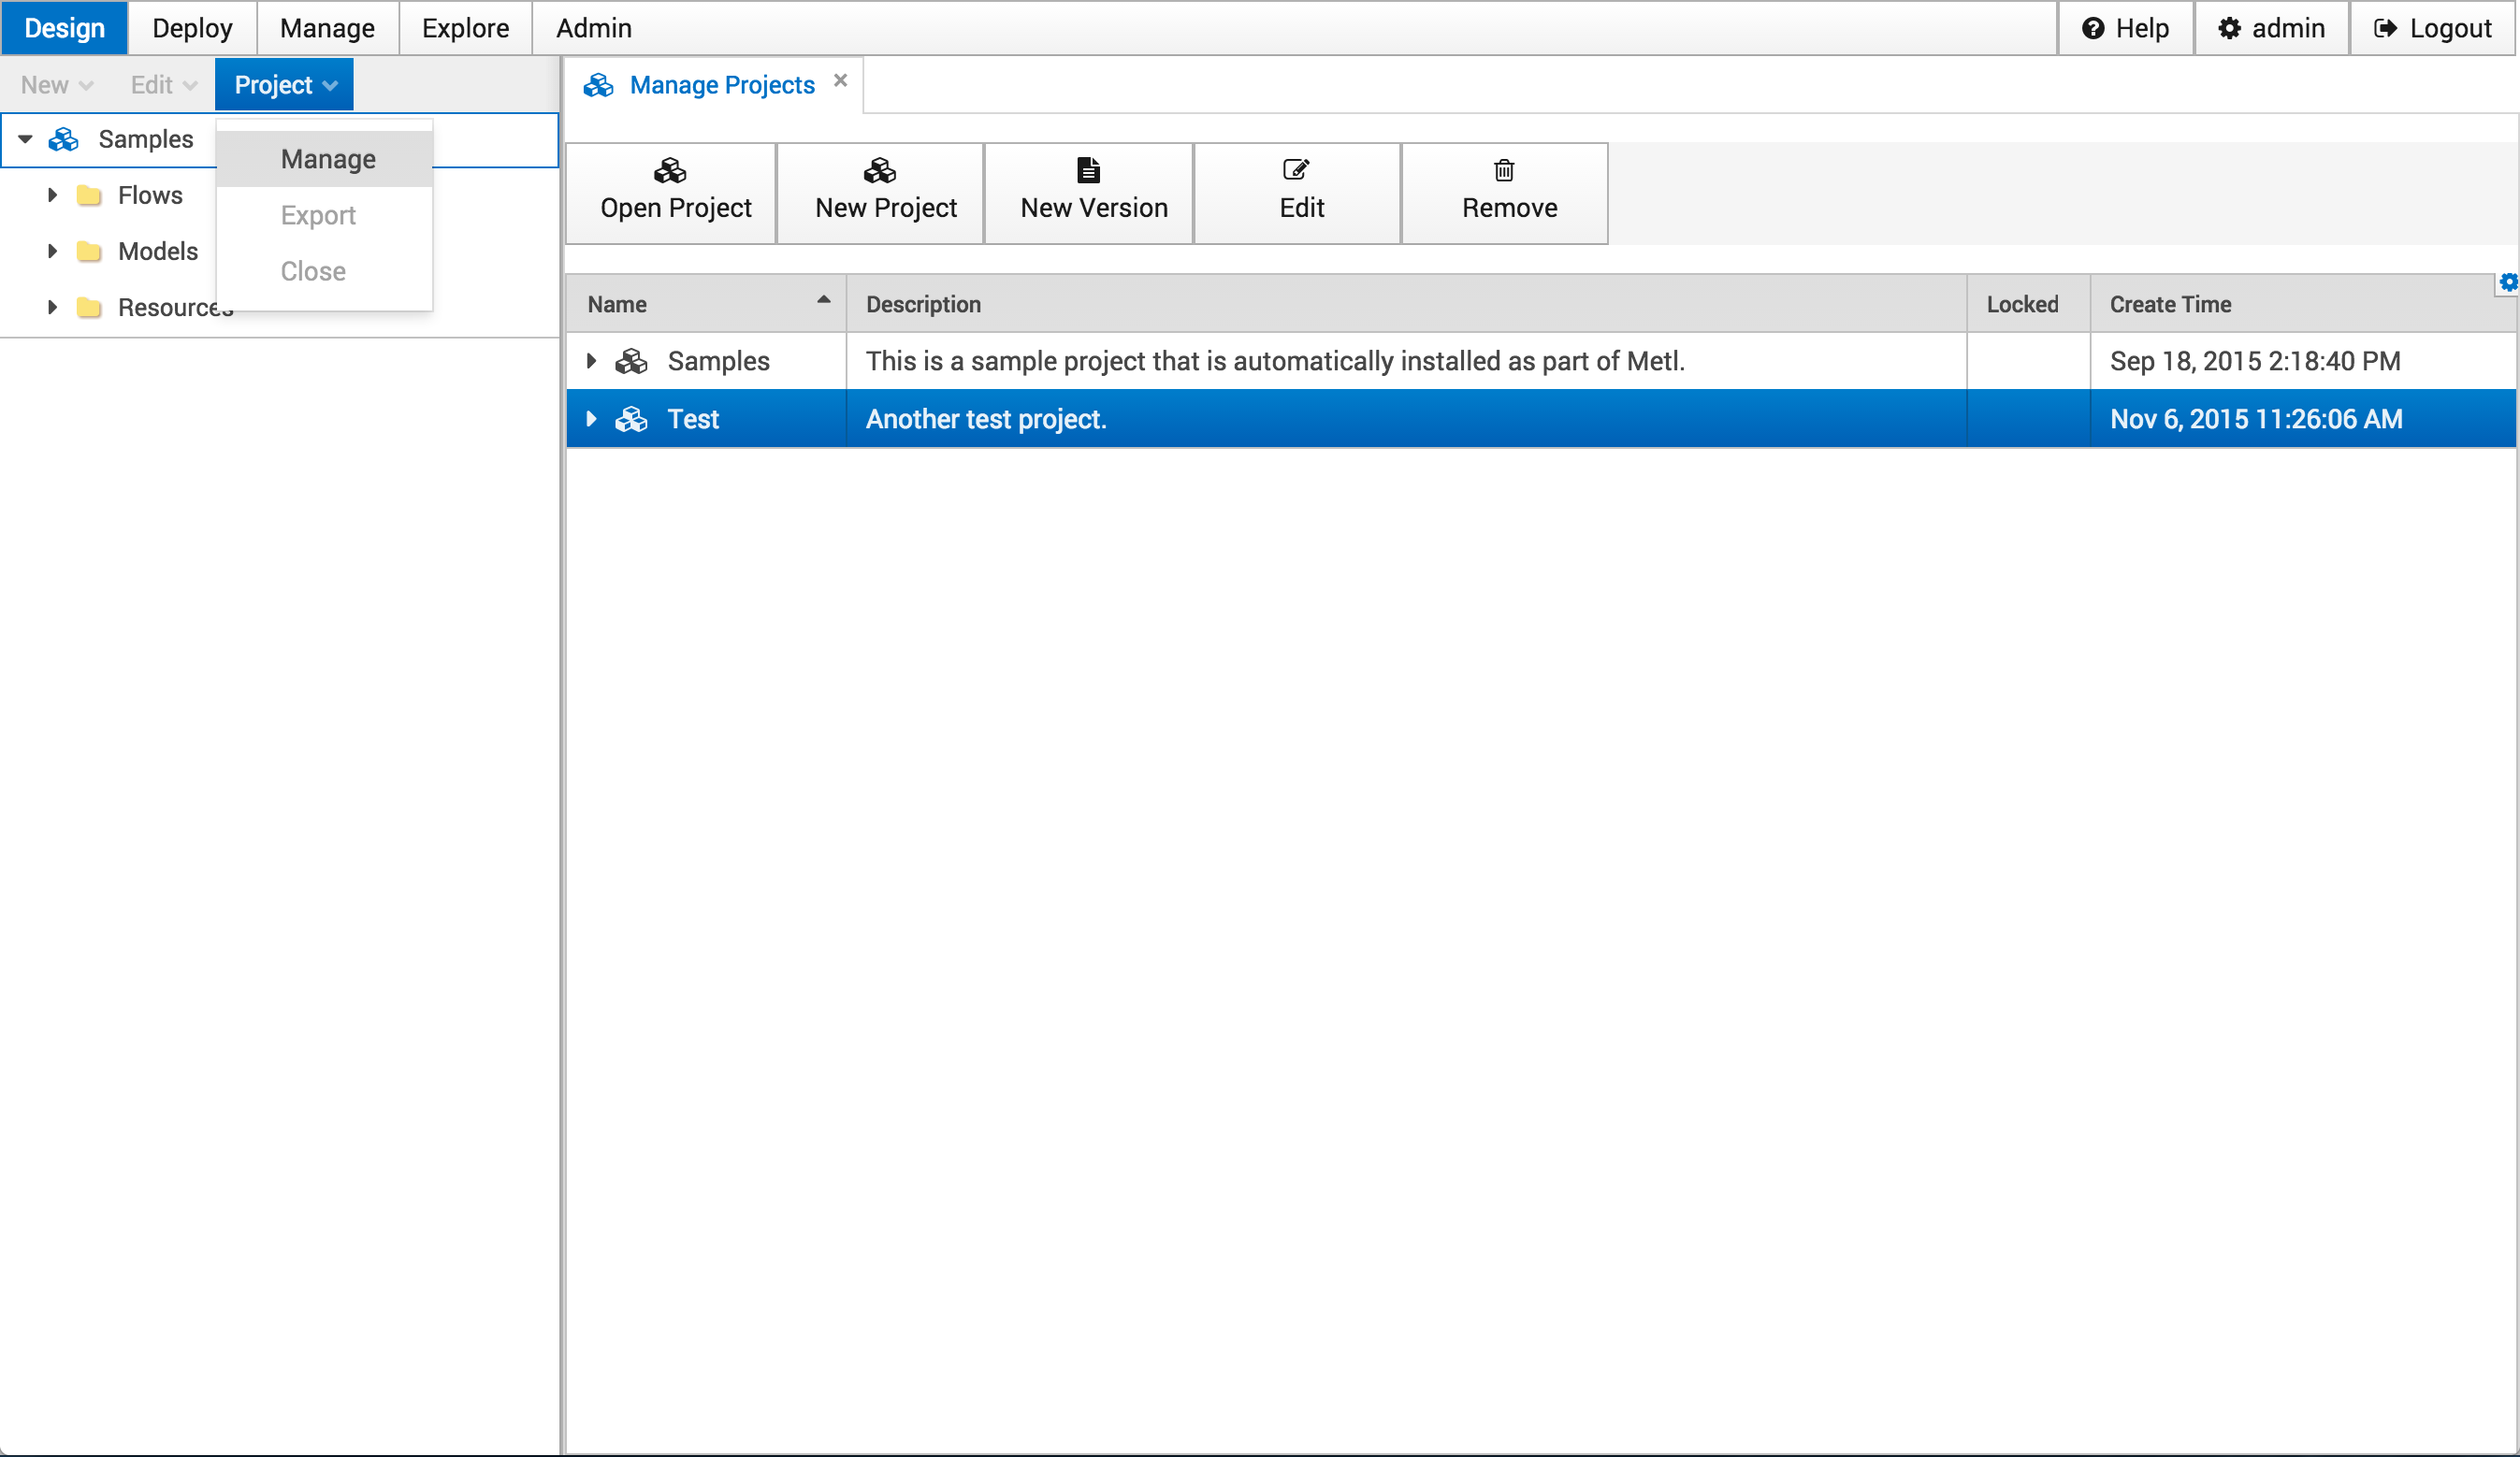 Design Deploy Manage Explore Admin Help admin Logout
New Edit Project
Manage Projects ×
Samples
Flows
Models
Resources
Manage
Export
Close
Open Project New Project New Version Edit Remove
Name Description Locked Create Time
Samples This is a sample project that is automatically installed as part of Metl. Sep 18, 2015 2:18:40 PM
Test Another test project. Nov 6, 2015 11:26:06 AM